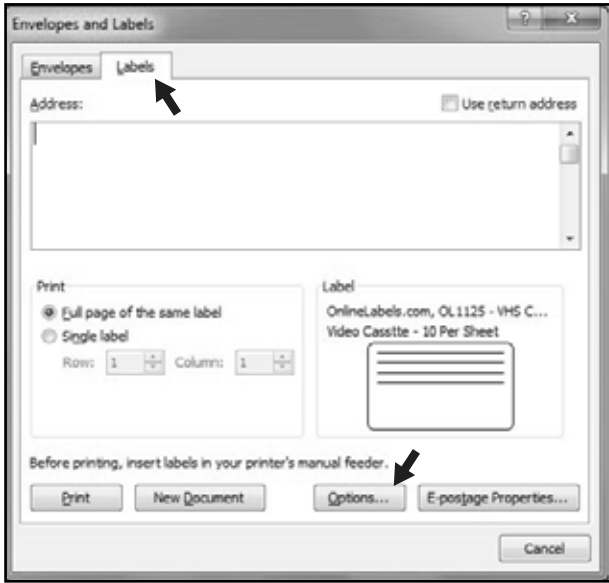 Envelopes and Labels
? X
Envelopes Labels
Address:
Use return address
Print
Full page of the same label
Single label
Row: 1 Column: 1
Label
OnlineLabels.com, OL1125 - VHS C...
Video Casstte - 10 Per Sheet
Before printing, insert labels in your printer's manual feeder.
Print New Document Options... E-postage Properties...
Cancel